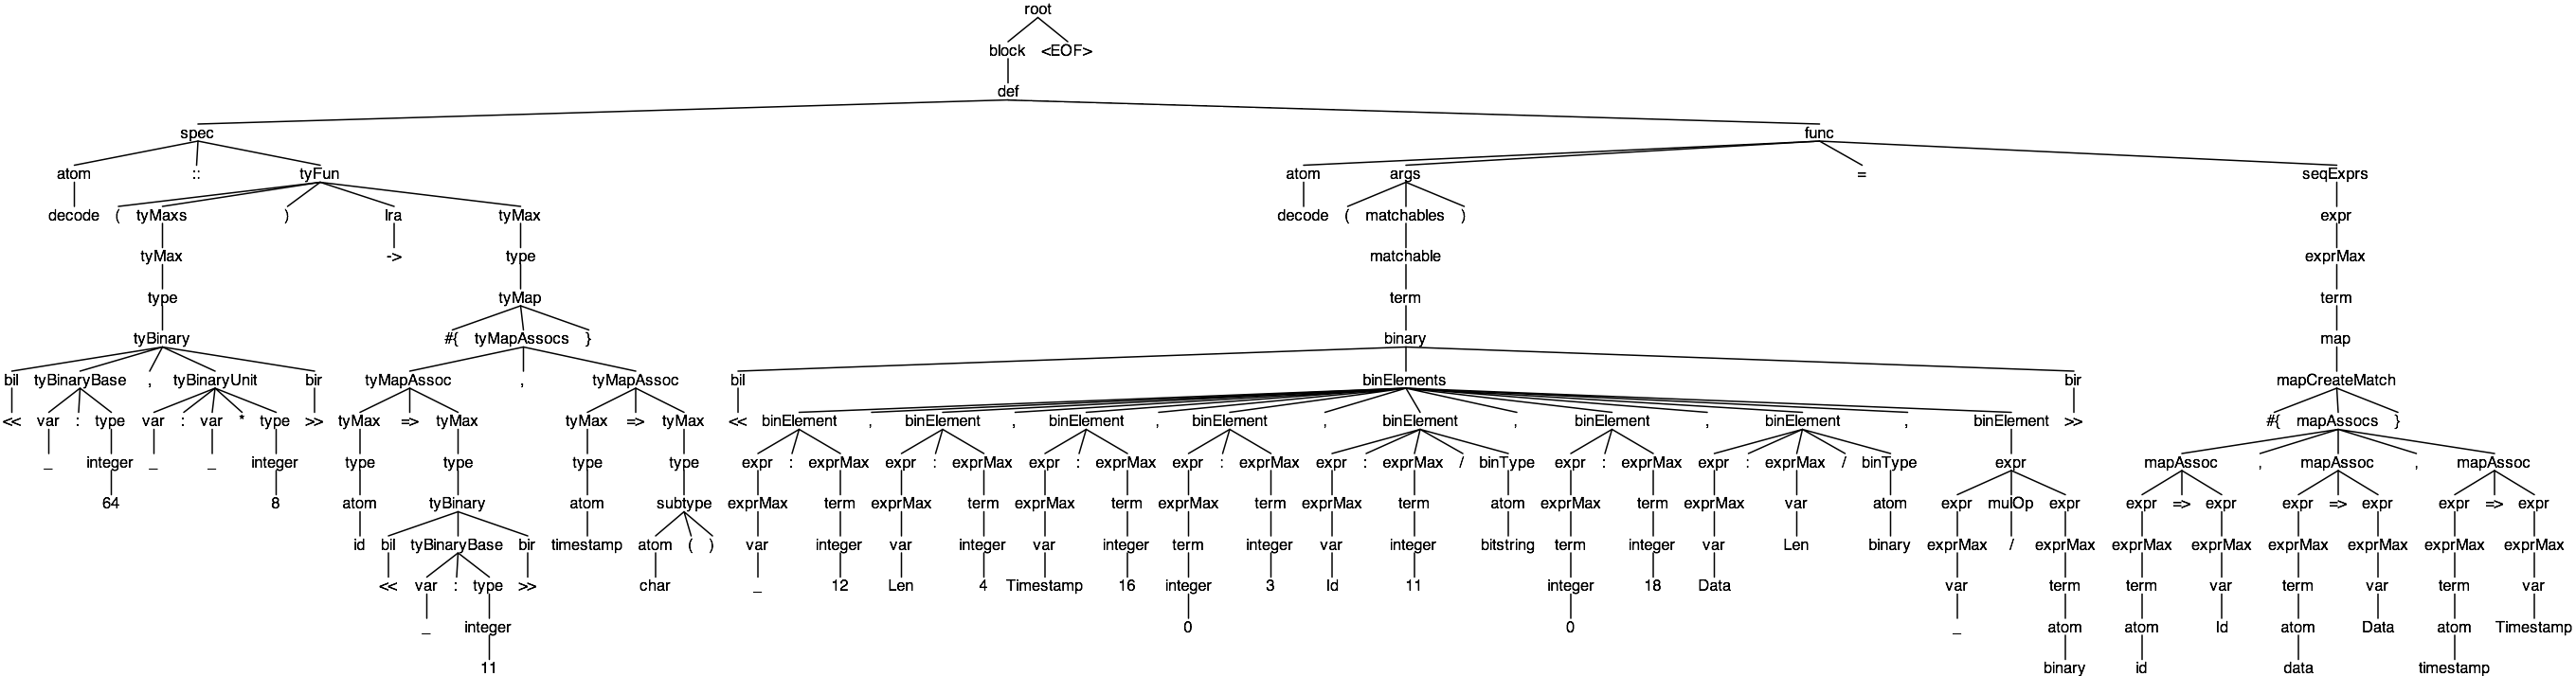 root
block <EOF>
def
spec func
atom :: tyFun atom args = seqExprs
decode ( tyMaxs ) lra tyMax decode ( matchables ) expr
tyMax -> type matchable exprMax
type tyMap term term
tyBinary #{ tyMapAssocs } binary map
bil tyBinaryBase , tyBinaryUnit bir tyMapAssoc , tyMapAssoc bil binElements bir mapCreateMatch
<< var : type var : var * type >> tyMax => tyMax tyMax => tyMax << binElement , binElement , binElement , binElement , binElement , binElement , binElement , binElement >> #{ mapAssocs }
_ integer _ _ integer type type type type expr : exprMax expr : exprMax expr : exprMax expr : exprMax expr : exprMax / binType expr : exprMax expr : exprMax / binType expr mapAssoc , mapAssoc , mapAssoc
64 8 atom tyBinary atom subtype exprMax term exprMax term exprMax term exprMax term exprMax term atom exprMax term exprMax var atom expr mulOp expr expr => expr expr => expr expr => expr
id bil tyBinaryBase bir timestamp atom ( ) var integer var integer var integer term integer var integer bitstring term integer var Len binary exprMax / exprMax exprMax exprMax exprMax exprMax exprMax exprMax
<< var : type >> char _ 12 Len 4 Timestamp 16 integer 3 Id 11 integer 18 Data var term term var term var term var
_ integer 0 0 _ atom atom Id atom Data atom Timestamp
11 binary id data timestamp